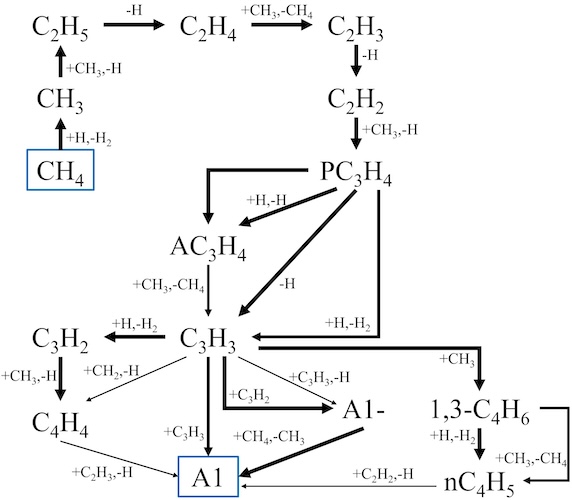 C₂H₅ -H C₂H₄ +CH₃,-CH₄ C₂H₃
+CH₃,-H -H
CH₃ C₂H₂
+H,-H₂ +CH₃,-H
CH₄ PC₃H₄
+H,-H
AC₃H₄
+CH₃,-CH₄ -H
C₃H₂ +H,-H₂ C₃H₃ +H,-H₂
+CH₃,-H +CH₂,-H +C₃H₃,-H +CH₃
+C₃H₂
C₄H₄ +C₃H₃ +CH₄,-CH₃ A1- 1,3-C₄H₆
+H,-H₂ +CH₃,-CH₄
+C₂H₃,-H A1 +C₂H₂,-H nC₄H₅